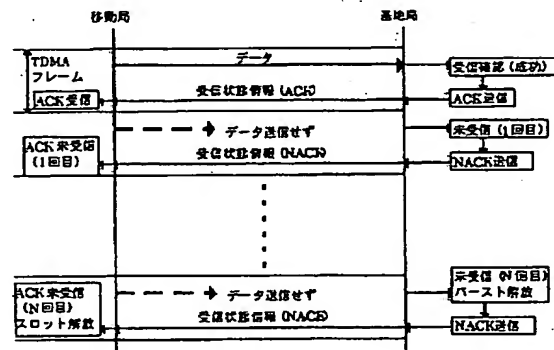 移動局
基地局
TDMA
フレーム
データ
受信確認(成功)
受信状態情報(ACK)
ACK受信
ACK送信
データ送信せず
未受信(1回目)
ACK未受信
(1回目)
受信状態情報(NACK)
NACK送信
ACK未受信
(N回目)
スロット解放
データ送信せず
未受信(N回目)
バースト解放
受信状態情報(NACK)
NACK送信